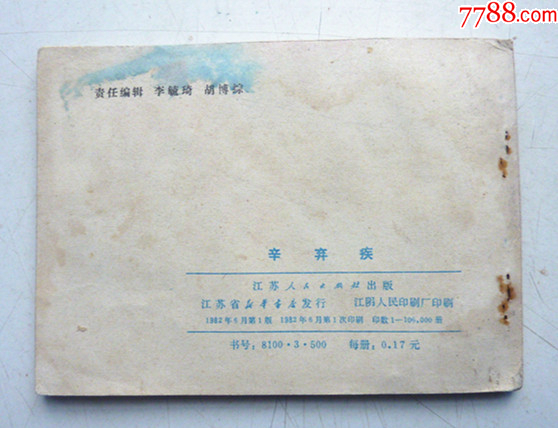 7788.com
责任编辑 李毓琦 胡博综
辛弃疾
江苏人民出版社出版
江苏省新华书店发行 江阴人民印刷厂印刷
1982年6月第1版 1982年6月第1次印刷 印数1—106,000册
书号:8100·3·500 每册:0.17元